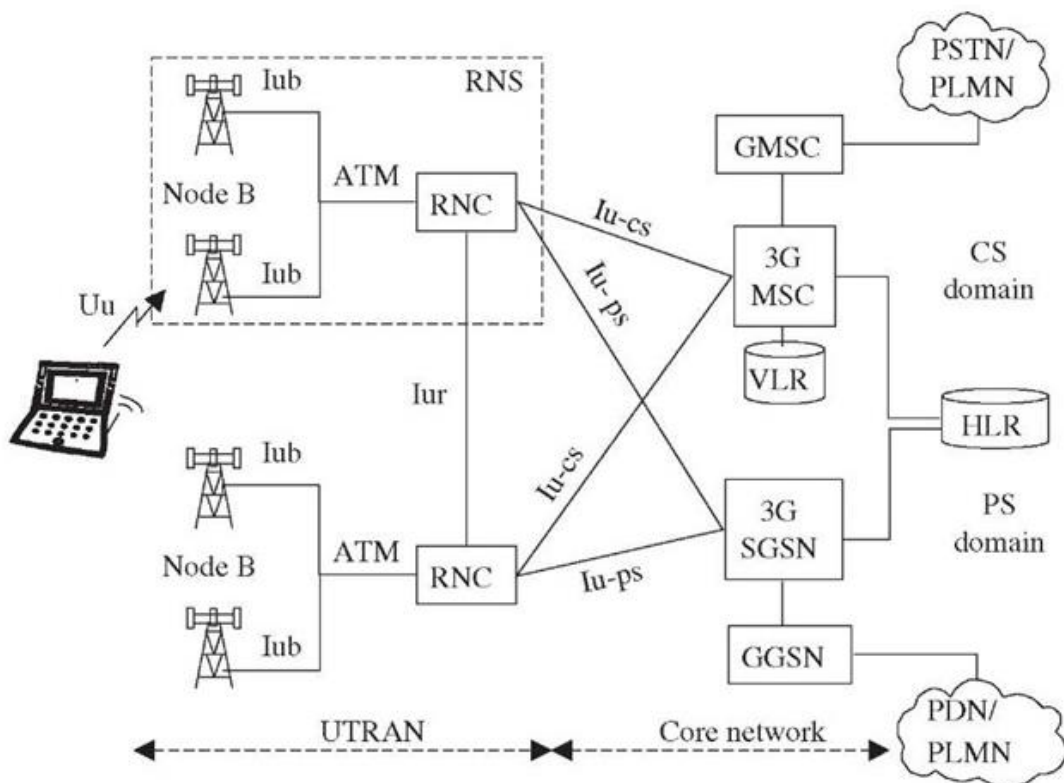 Iub
RNS
PSTN/
PLMN
GMSC
ATM
Node B
RNC
Iu-cs
3G
MSC
CS
domain
Iub
Uu
Iu- ps
VLR
Iur
HLR
Iub
Iu-cs
3G
SGSN
PS
domain
ATM
Node B
RNC
Iu-ps
Iub
GGSN
PDN/
PLMN
UTRAN
Core network